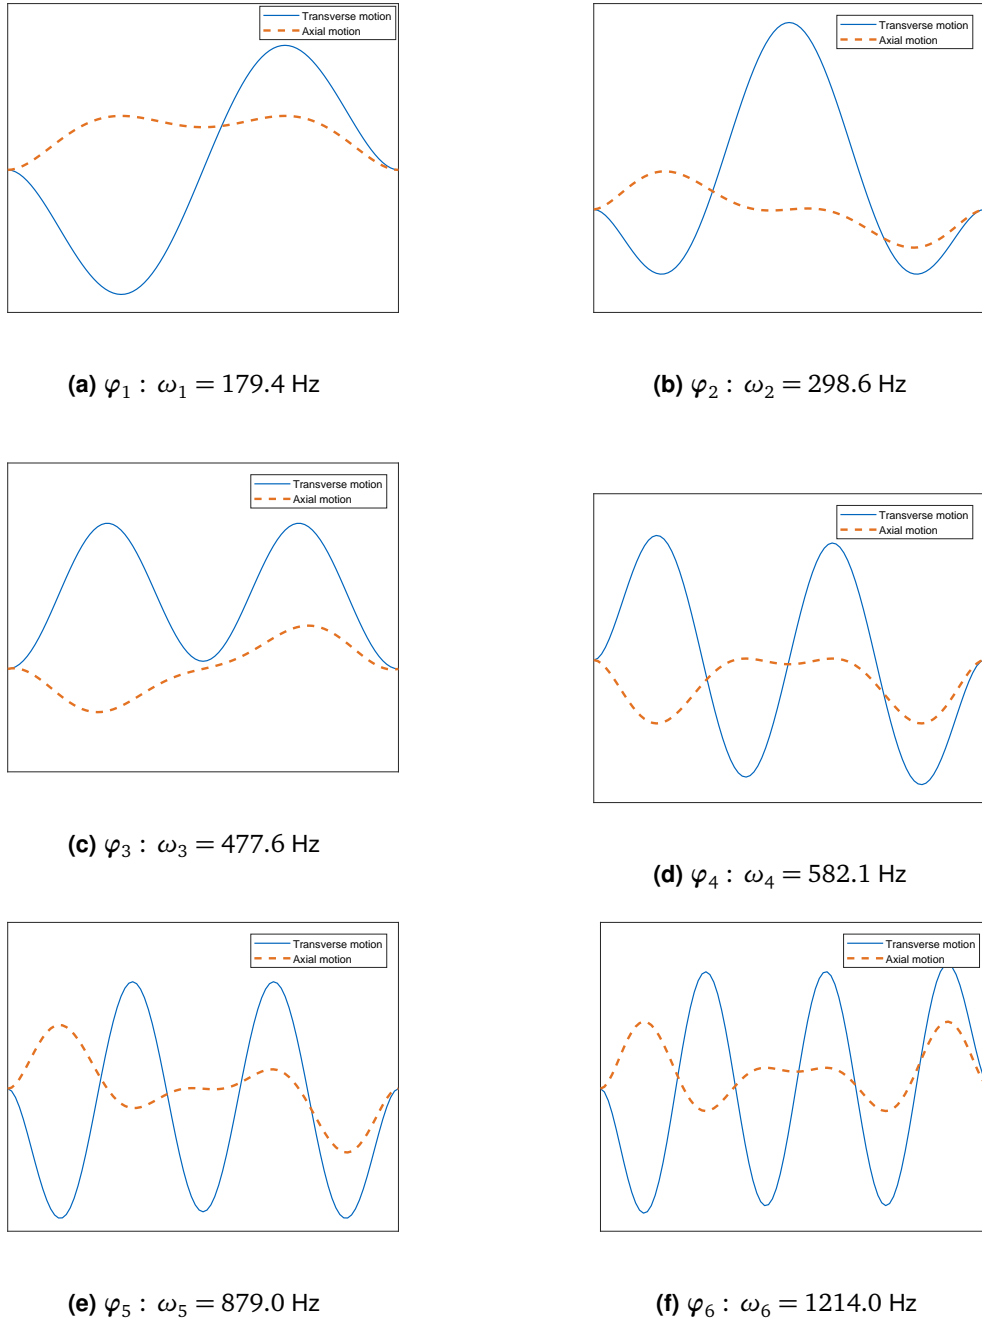 Transverse motion
Axial motion
Transverse motion
Axial motion
(a) φ₁ : ω₁ = 179.4 Hz
(b) φ₂ : ω₂ = 298.6 Hz
Transverse motion
Axial motion
Transverse motion
Axial motion
(c) φ₃ : ω₃ = 477.6 Hz
(d) φ₄ : ω₄ = 582.1 Hz
Transverse motion
Axial motion
Transverse motion
Axial motion
(e) φ₅ : ω₅ = 879.0 Hz
(f) φ₆ : ω₆ = 1214.0 Hz